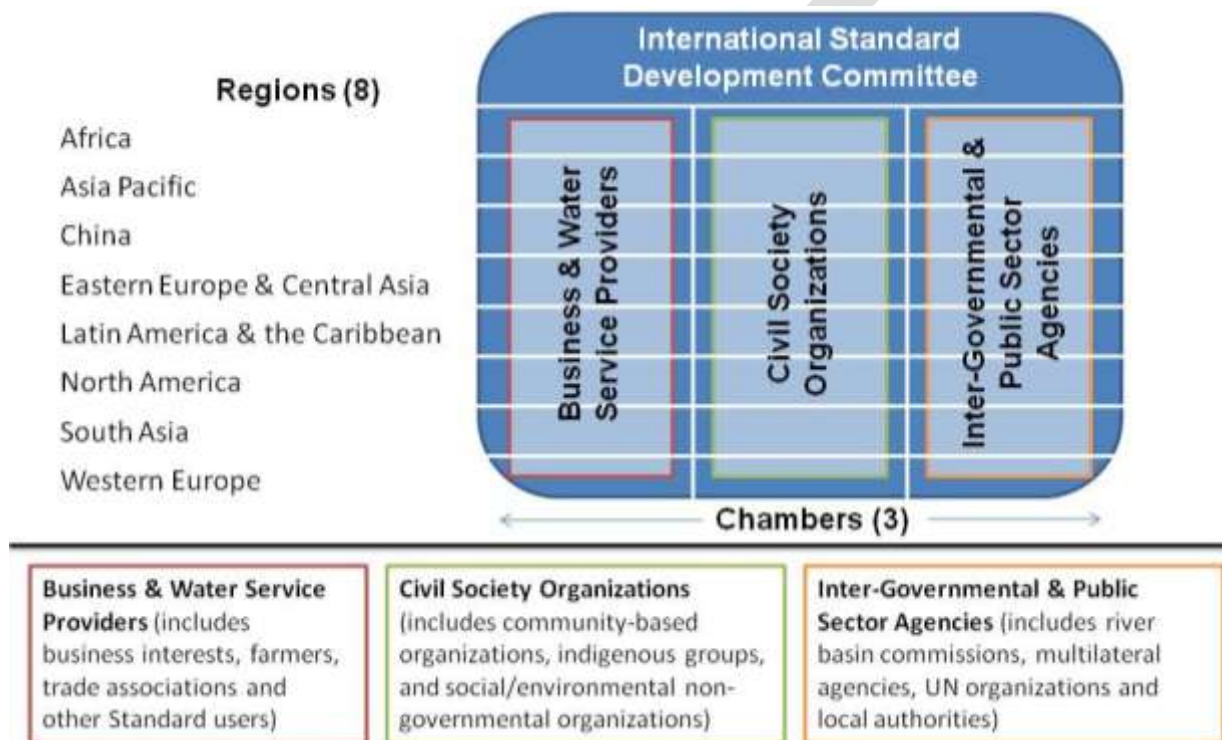 International Standard
Development Committee
Regions (8)
Africa
Asia Pacific
China
Eastern Europe & Central Asia
Latin America & the Caribbean
North America
South Asia
Western Europe
Business & Water
Service Providers
Civil Society
Organizations
Inter-Governmental &
Public Sector
Agencies
Chambers (3)
Business & Water Service
Providers (includes
business interests, farmers,
trade associations and
other Standard users)
Civil Society Organizations
(includes community-based
organizations, indigenous groups,
and social/environmental non-
governmental organizations)
Inter-Governmental & Public
Sector Agencies (includes river
basin commissions, multilateral
agencies, UN organizations and
local authorities)